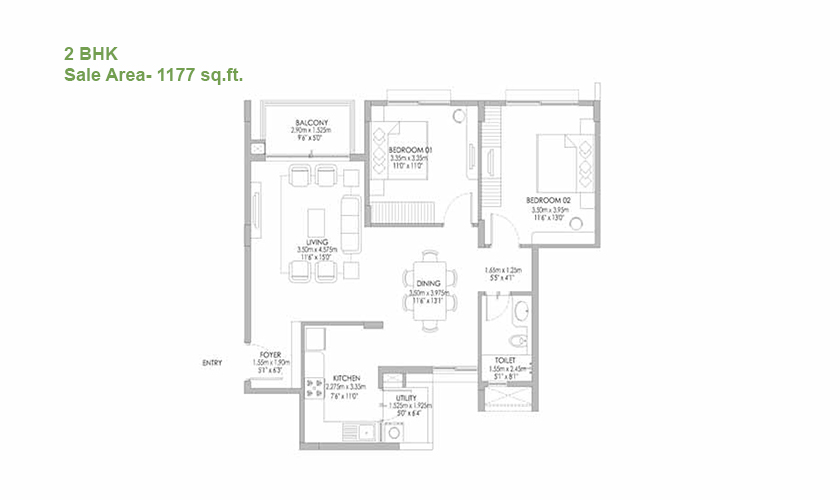 2 BHK
Sale Area- 1177 sq.ft.
BALCONY
2.90m x 1.525m
9'6" x 5'0"
BEDROOM 01
3.35m x 3.35m
11'0" x 11'0"
BEDROOM 02
3.50m x 3.95m
11'6" x 13'0"
LIVING
3.50m x 4.575m
11'6" x 15'0"
DINING
3.50m x 3.975m
11'6" x 13'1"
1.65m x 1.25m
5'5" x 4'1"
ENTRY
FOYER
1.55m x 1.90m
5'1" x 6'3"
TOILET
1.55m x 2.45m
5'1" x 8'1"
KITCHEN
2.275m x 3.35m
7'6" x 11'0"
UTILITY
1.525m x 1.925m
5'0" x 6'4"